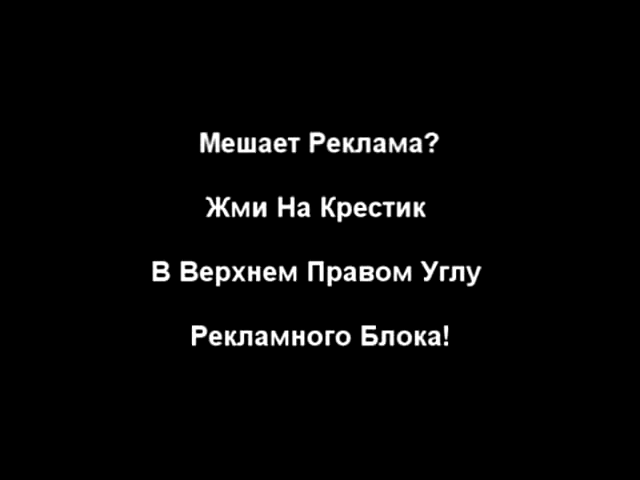 Мешает Реклама?
Жми На Крестик
В Верхнем Правом Углу
Рекламного Блока!